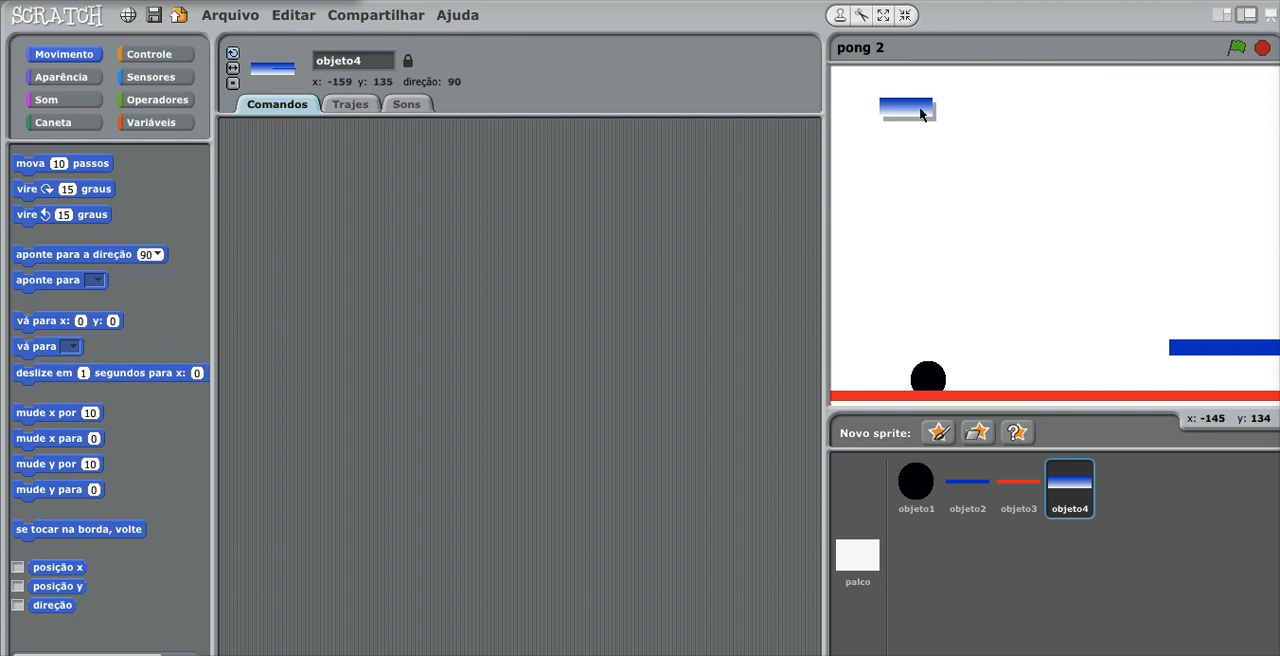 SCRATCH Arquivo Editar Compartilhar Ajuda
Movimento Controle
Aparência Sensores
Som Operadores
Caneta Variáveis
mova 10 passos
vire 15 graus
vire 15 graus
aponte para a direção 90
aponte para
vá para x: 0 y: 0
vá para
deslize em 1 segundos para x: 0
mude x por 10
mude x para 0
mude y por 10
mude y para 0
se tocar na borda, volte
posição x
posição y
direção
objeto4
x: -159 y: 135 direção: 90
Comandos Trajes Sons
pong 2
x: -145 y: 134
Novo sprite:
objeto1 objeto2 objeto3 objeto4
palco